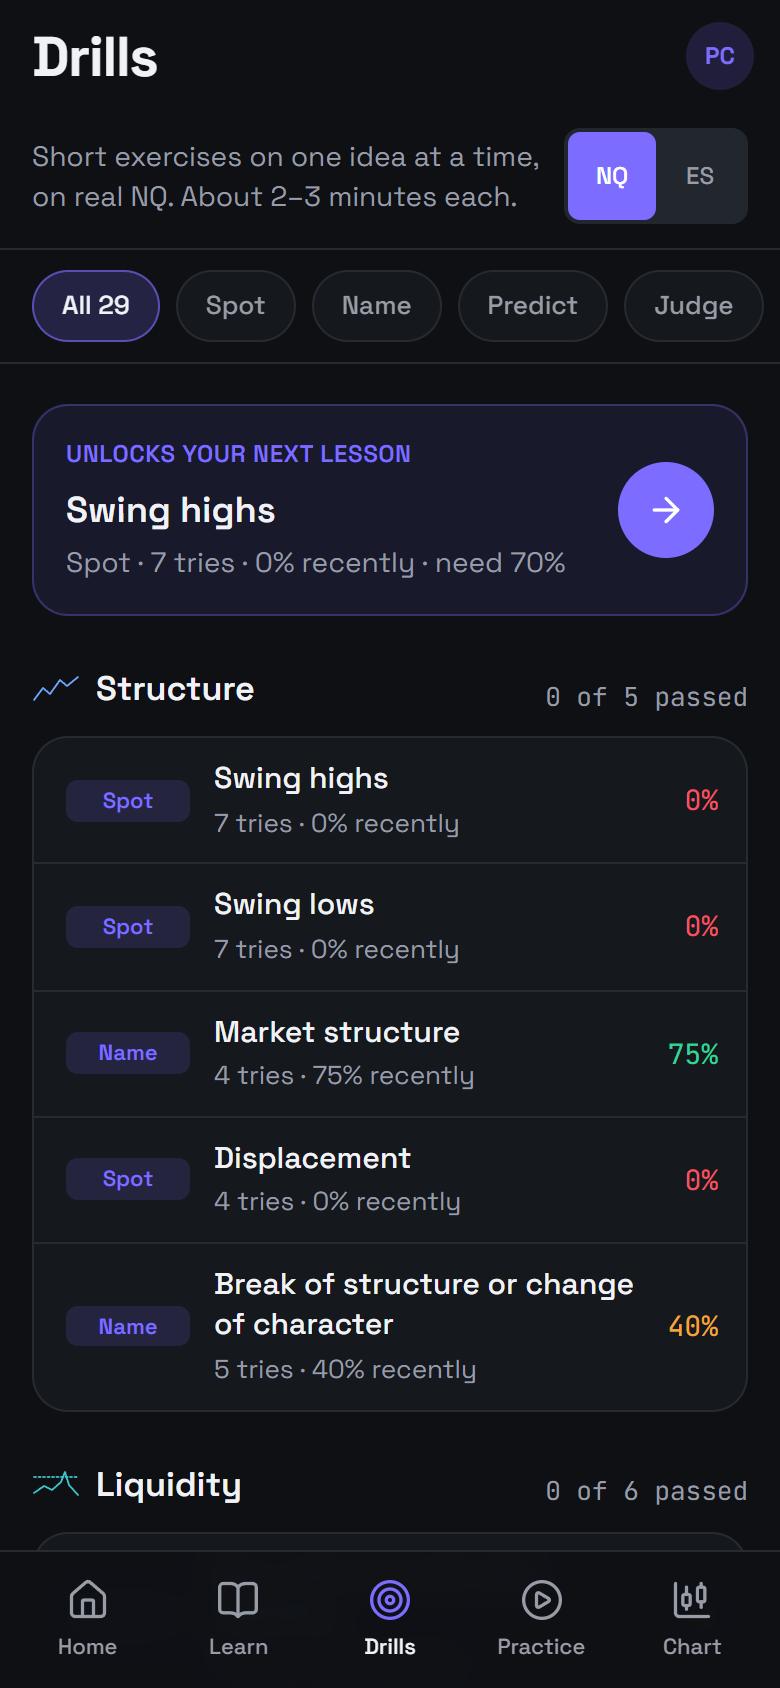 Drills
PC
Short exercises on one idea at a time,
on real NQ. About 2–3 minutes each.
NQ
ES
All 29
Spot
Name
Predict
Judge
UNLOCKS YOUR NEXT LESSON
Swing highs
Spot · 7 tries · 0% recently · need 70%
Structure
0 of 5 passed
Spot
Swing highs
7 tries · 0% recently
0%
Spot
Swing lows
7 tries · 0% recently
0%
Name
Market structure
4 tries · 75% recently
75%
Spot
Displacement
4 tries · 0% recently
0%
Name
Break of structure or change
of character
5 tries · 40% recently
40%
Liquidity
0 of 6 passed
Home
Learn
Drills
Practice
Chart